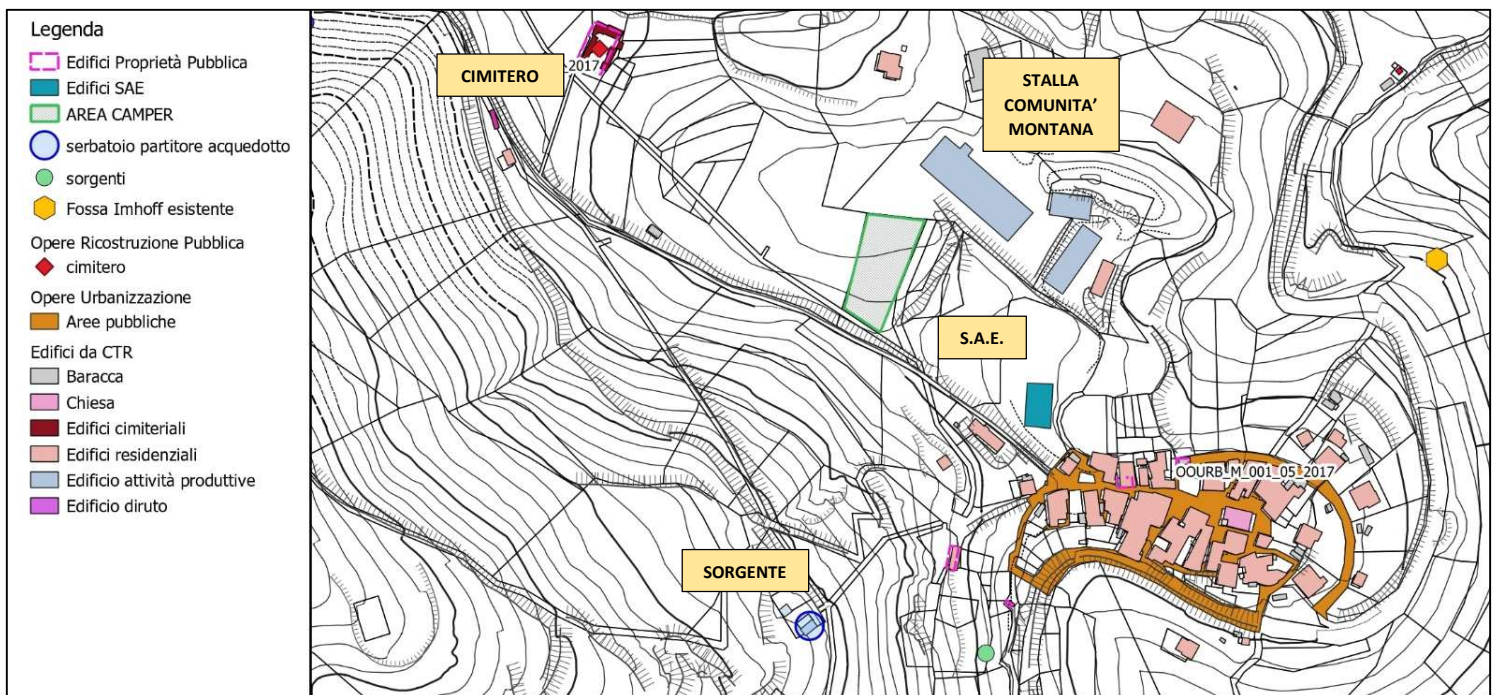 Legenda
Edifici Proprietà Pubblica
Edifici SAE
AREA CAMPER
serbatoio partitore acquedotto
sorgenti
Fossa Imhoff esistente
Opere Ricostruzione Pubblica
cimitero
Opere Urbanizzazione
Aree pubbliche
Edifici da CTR
Baracca
Chiesa
Edifici cimiteriali
Edifici residenziali
Edificio attività produttive
Edificio diruto
CIMITERO
2017
STALLA
COMUNITA’
MONTANA
S.A.E.
OOURB_M_001_05_2017
SORGENTE